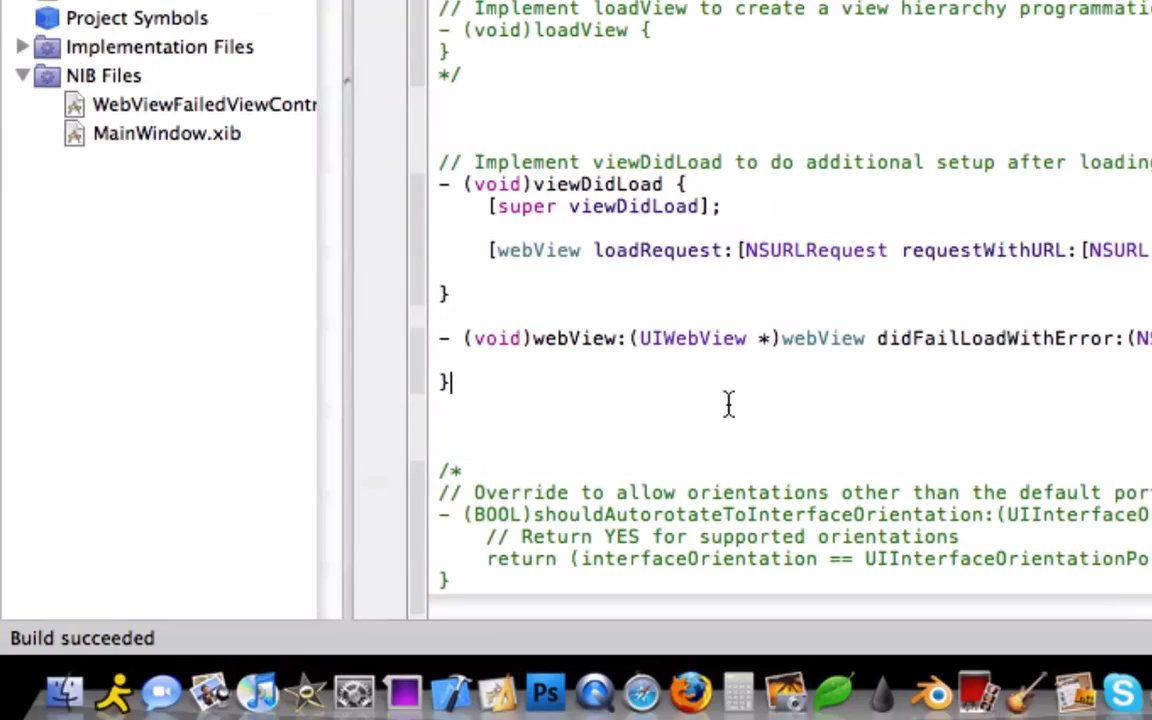 Project Symbols
Implementation Files
NIB Files
WebViewFailedViewContr
MainWindow.xib
// Implement loadView to create a view hierarchy programmati
- (void)loadView {
}
*/
// Implement viewDidLoad to do additional setup after loading
- (void)viewDidLoad {
[super viewDidLoad];
[webView loadRequest:[NSURLRequest requestWithURL:[NSURL
}
- (void)webView:(UIWebView *)webView didFailLoadWithError:(NS
}
/*
// Override to allow orientations other than the default por
- (BOOL)shouldAutorotateToInterfaceOrientation:(UIInterfaceO
// Return YES for supported orientations
return (interfaceOrientation == UIInterfaceOrientationPo
}
Build succeeded
Ps